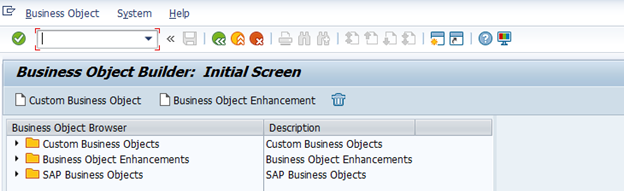 Business Object System Help
Business Object Builder: Initial Screen
Custom Business Object Business Object Enhancement
Business Object Browser Description
Custom Business Objects Custom Business Objects
Business Object Enhancements Business Object Enhancements
SAP Business Objects SAP Business Objects